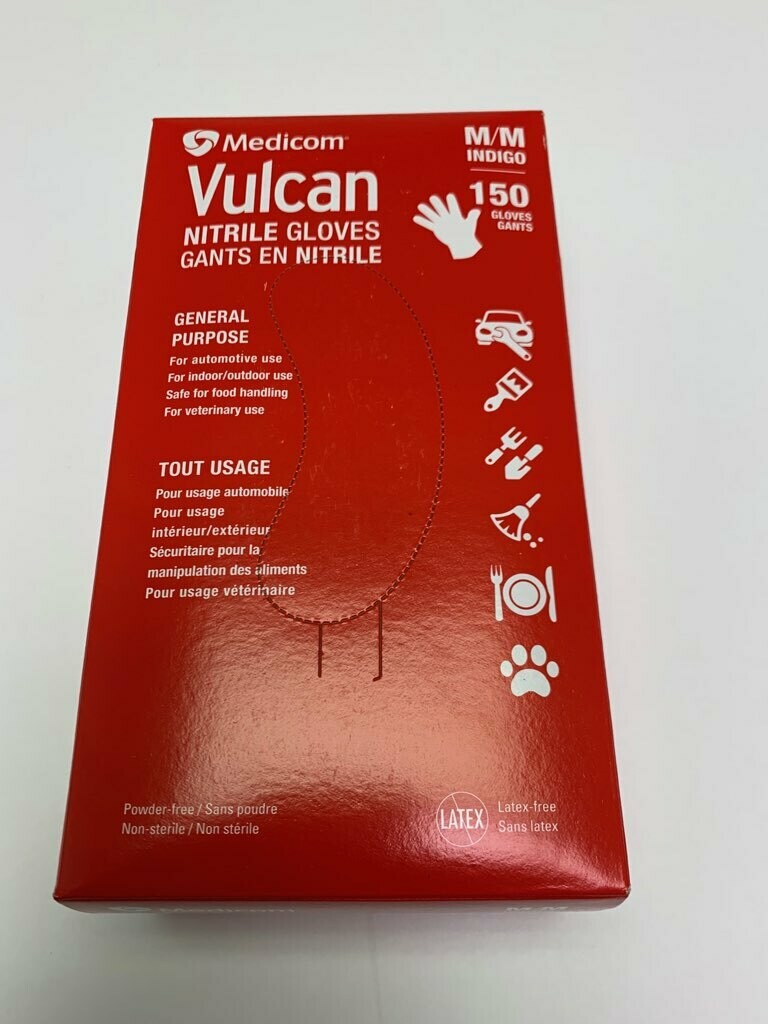 Medicom
Vulcan
NITRILE GLOVES
GANTS EN NITRILE
M/M
INDIGO
150
GLOVES
GANTS
GENERAL
PURPOSE
For automotive use
For indoor/outdoor use
Safe for food handling
For veterinary use
TOUT USAGE
Pour usage automobile
Pour usage
intérieur/extérieur
Sécuritaire pour la
manipulation des aliments
Pour usage vétérinaire
Powder-free / Sans poudre
Non-sterile / Non stérile
LATEX
Latex-free
Sans latex
Medicom
M/M